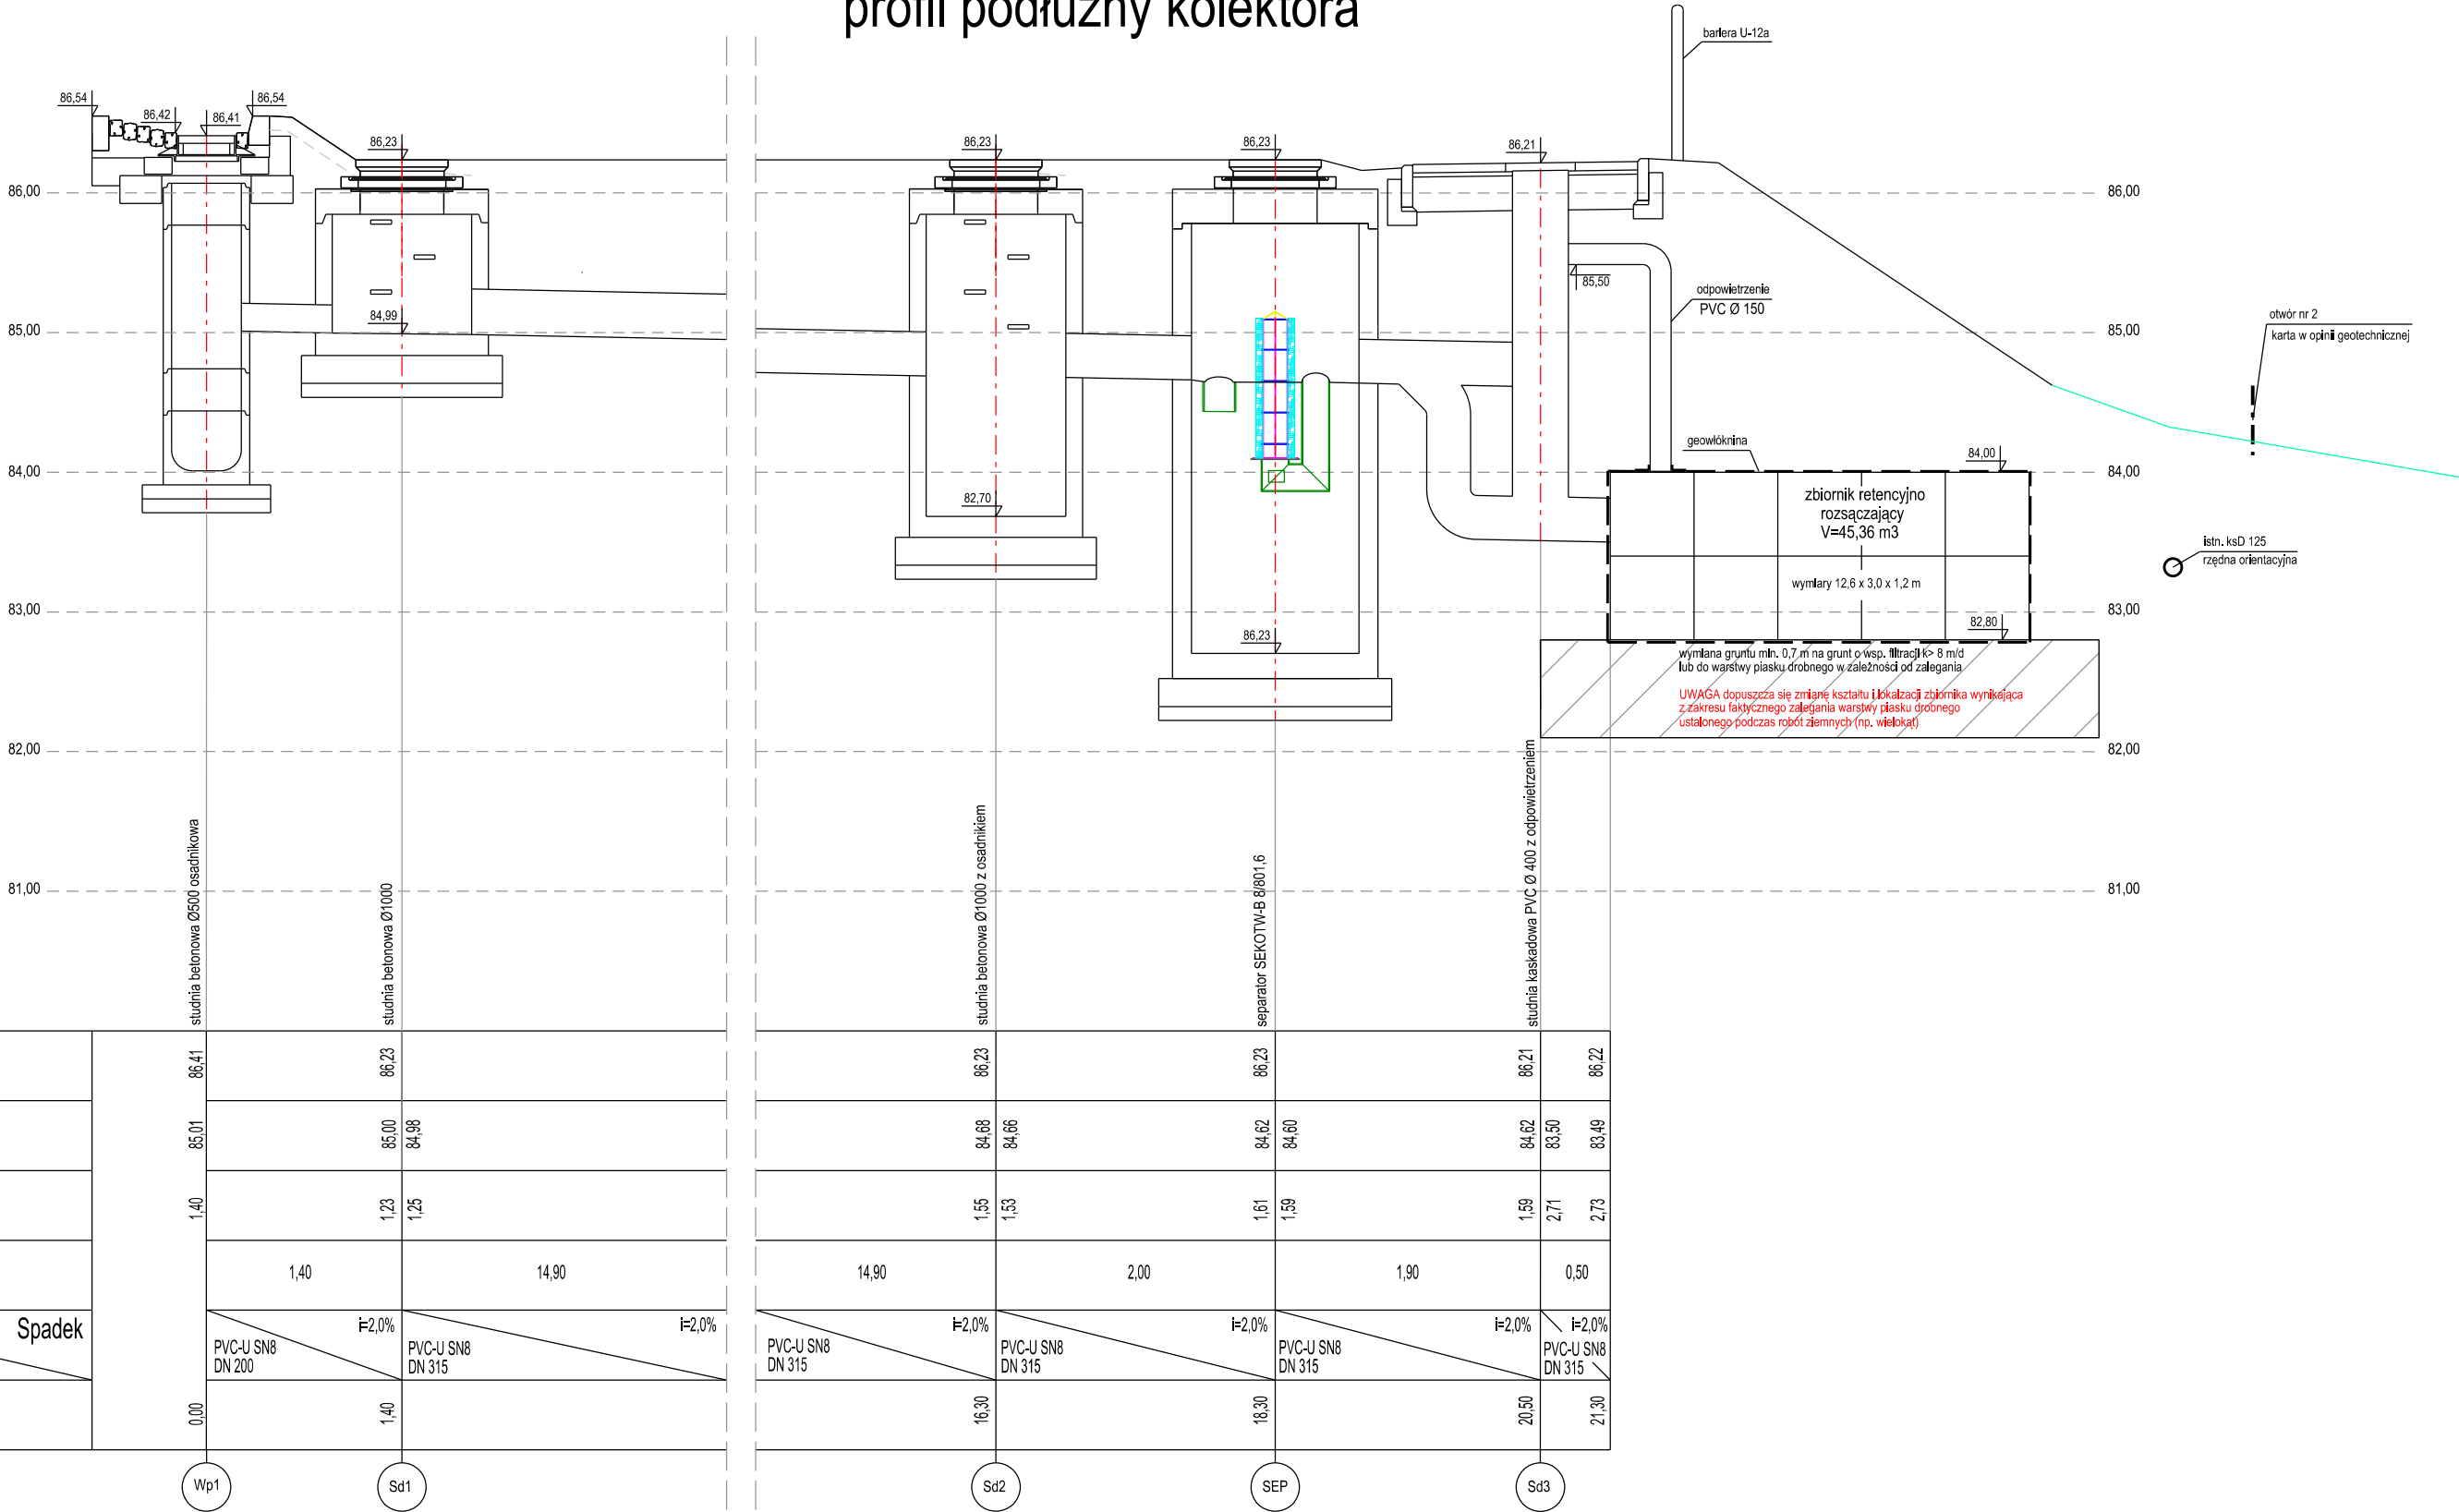 profil podłużny kolektora
barlera U-12a
86,54
86,42
86,41
86,54
86,23
86,23
86,23
86,21
86,00
86,00
85,50
odpowietrzenie
PVC Ø 150
84,99
85,00
85,00
otwór nr 2
karta w opinii geotechnicznej
geowłóknina
84,00
84,00
84,00
82,70
zbiornik retencyjno
rozsączający
V=45,36 m3
istn. ksD 125
rzędna orientacyjna
wymiary 12,6 x 3,0 x 1,2 m
83,00
83,00
86,23
82,80
wymiana gruntu min. 0,7 m na grunt o wsp. filtracji k> 8 m/d
lub do warstwy piasku drobnego w zależności od zalegania
UWAGA dopuszcza się zmianę kształtu i lokalizacji zbiornika wynikająca
z zakresu faktycznego zalegania warstwy piasku drobnego
ustalonego podczas robót ziemnych (np. wielokąt)
82,00
82,00
81,00
81,00
studnia betonowa Ø500 osadnikowa
studnia betonowa Ø1000
studnia betonowa Ø1000 z osadnikiem
separator SEKOTW-B 8/801,6
studnia kaskadowa PVC Ø 400 z odpowietrzeniem
86,41
86,23
86,23
86,23
86,21
86,22
85,01
85,00
84,98
84,68
84,66
84,62
84,60
84,62
83,50
83,49
1,40
1,23
1,25
1,55
1,53
1,61
1,59
1,59
2,71
2,73
1,40
14,90
14,90
2,00
1,90
0,50
Spadek
i=2,0%
PVC-U SN8
DN 200
i=2,0%
PVC-U SN8
DN 315
i=2,0%
PVC-U SN8
DN 315
i=2,0%
PVC-U SN8
DN 315
i=2,0%
PVC-U SN8
DN 315
i=2,0%
PVC-U SN8
DN 315
0,00
1,40
16,30
18,30
20,50
21,30
Wp1
Sd1
Sd2
SEP
Sd3